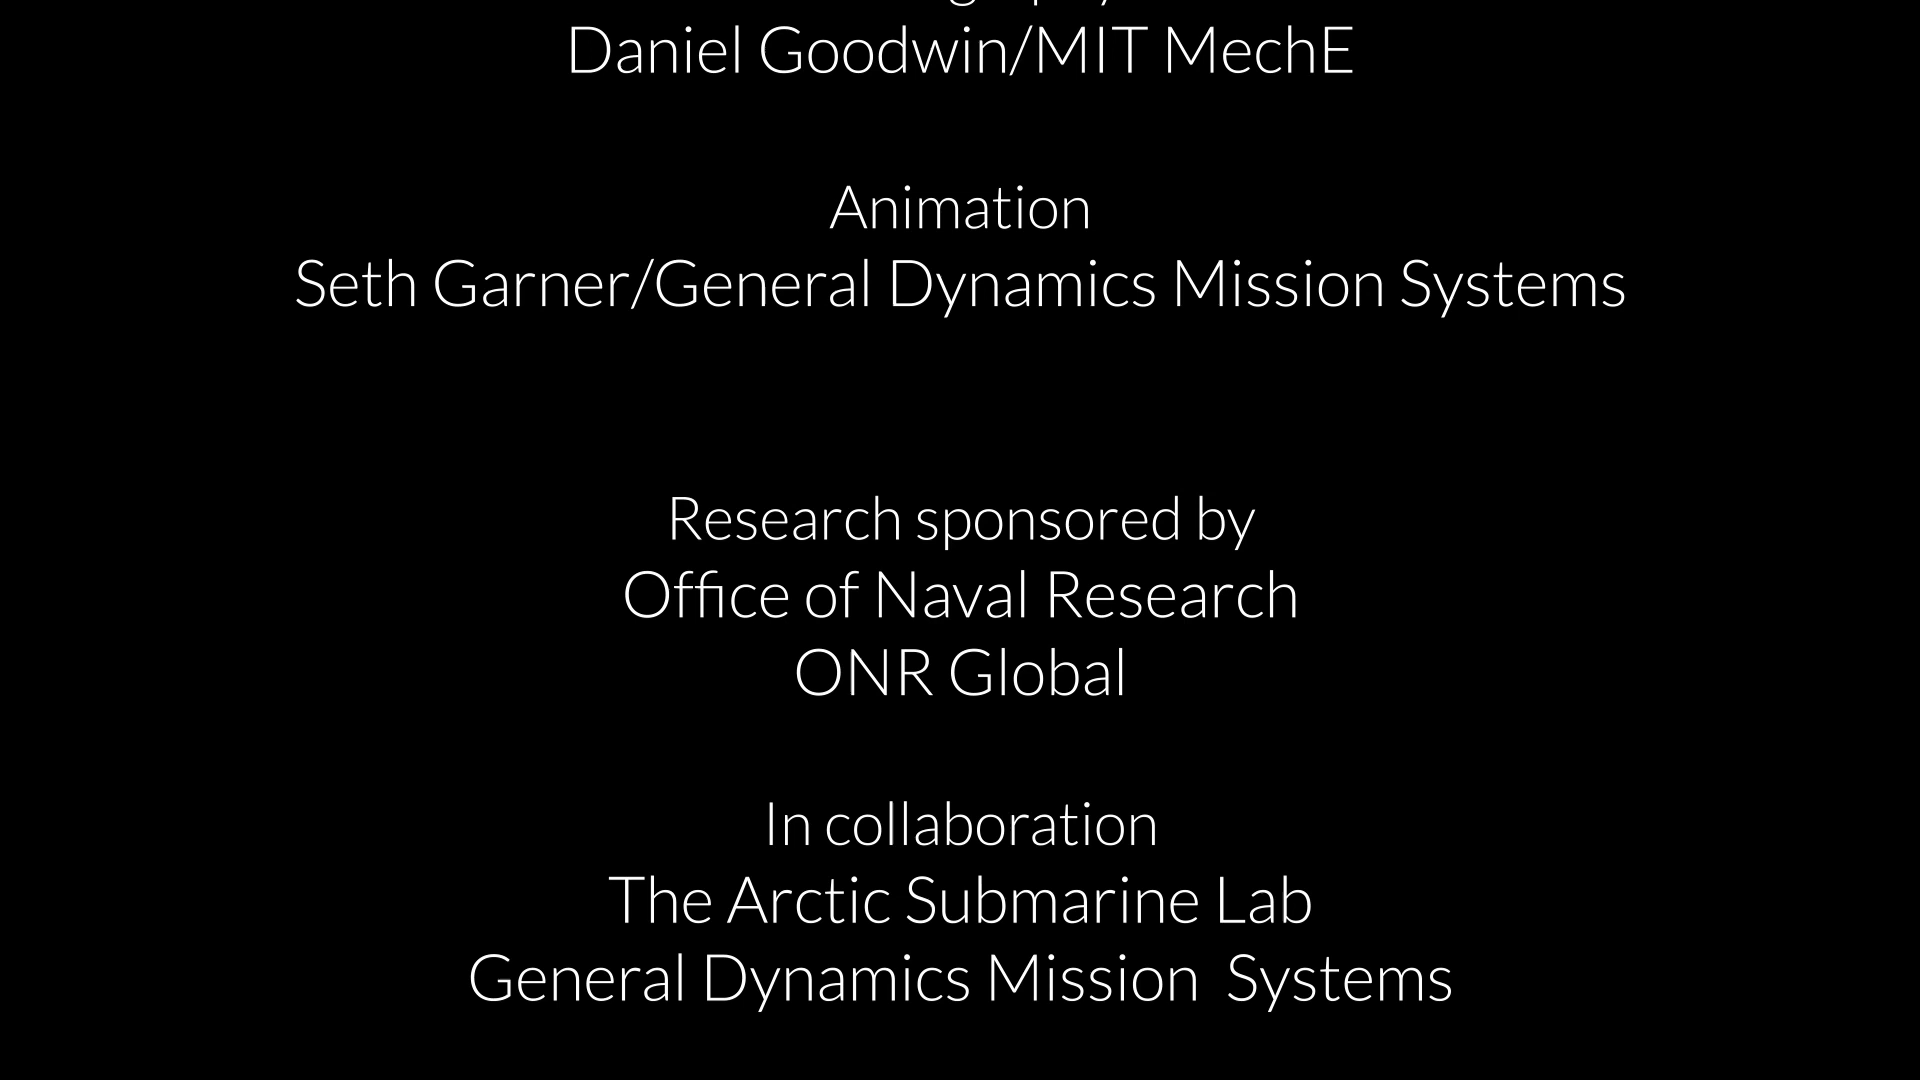 Daniel Goodwin/MIT MechE
Animation
Seth Garner/General Dynamics Mission Systems
Research sponsored by
Office of Naval Research
ONR Global
In collaboration
The Arctic Submarine Lab
General Dynamics Mission  Systems